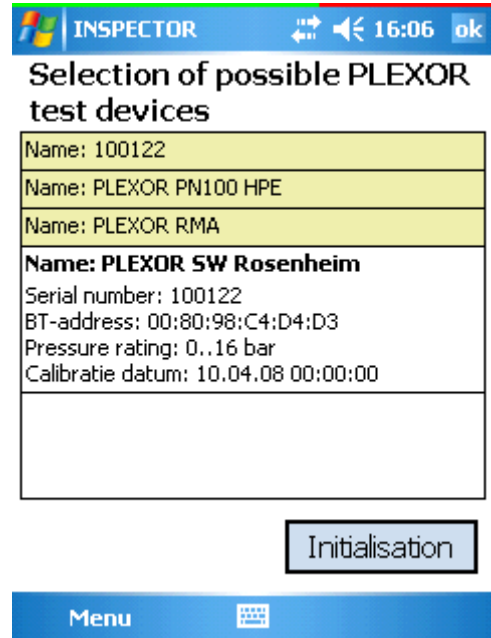 INSPECTOR 16:06 ok
Selection of possible PLEXOR
test devices
Name: 100122
Name: PLEXOR PN100 HPE
Name: PLEXOR RMA
Name: PLEXOR SW Rosenheim
Serial number: 100122
BT-address: 00:80:98:C4:D4:D3
Pressure rating: 0..16 bar
Calibratie datum: 10.04.08 00:00:00
Initialisation
Menu